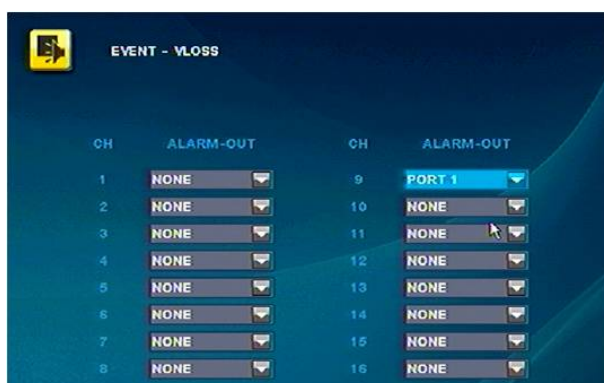 EVENT - VLOSS
CH ALARM-OUT CH ALARM-OUT
1 NONE 9 PORT 1
2 NONE 10 NONE
3 NONE 11 NONE
4 NONE 12 NONE
5 NONE 13 NONE
6 NONE 14 NONE
7 NONE 15 NONE
8 NONE 16 NONE